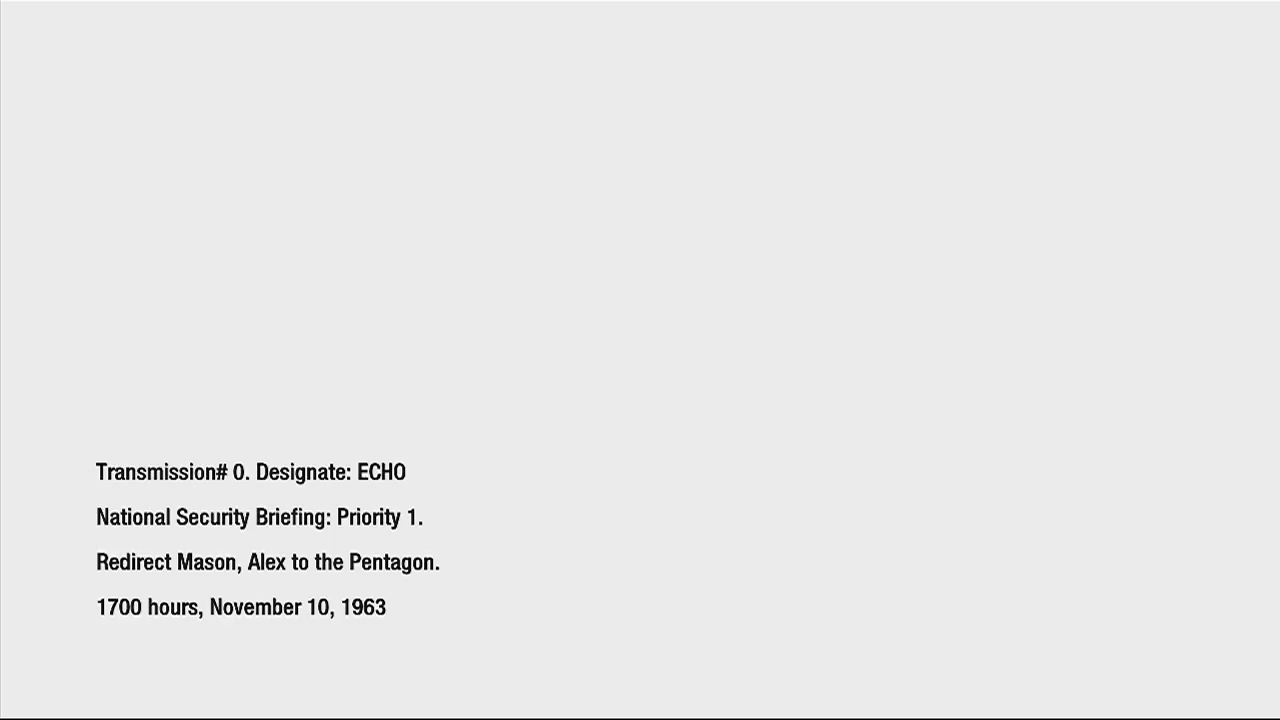 Transmission# 0. Designate: ECHO
National Security Briefing: Priority 1.
Redirect Mason, Alex to the Pentagon.
1700 hours, November 10, 1963